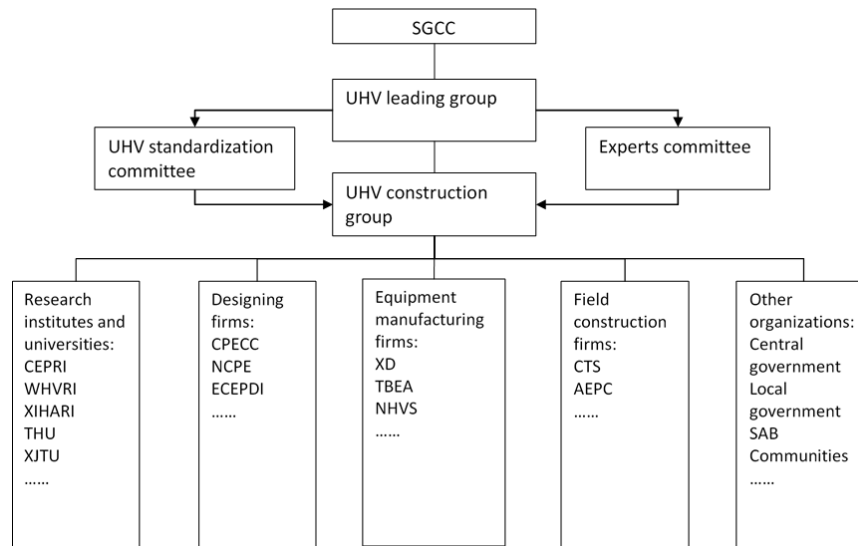 SGCC
UHV leading group
UHV standardization
committee
Experts committee
UHV construction
group
Research
institutes and
universities:
CEPRI
WHVRI
XIHARI
THU
XJTU
……
Designing
firms:
CPECC
NCPE
ECEPDI
……
Equipment
manufacturing
firms:
XD
TBEA
NHVS
……
Field
construction
firms:
CTS
AEPC
……
Other
organizations:
Central
government
Local
government
SAB
Communities
……